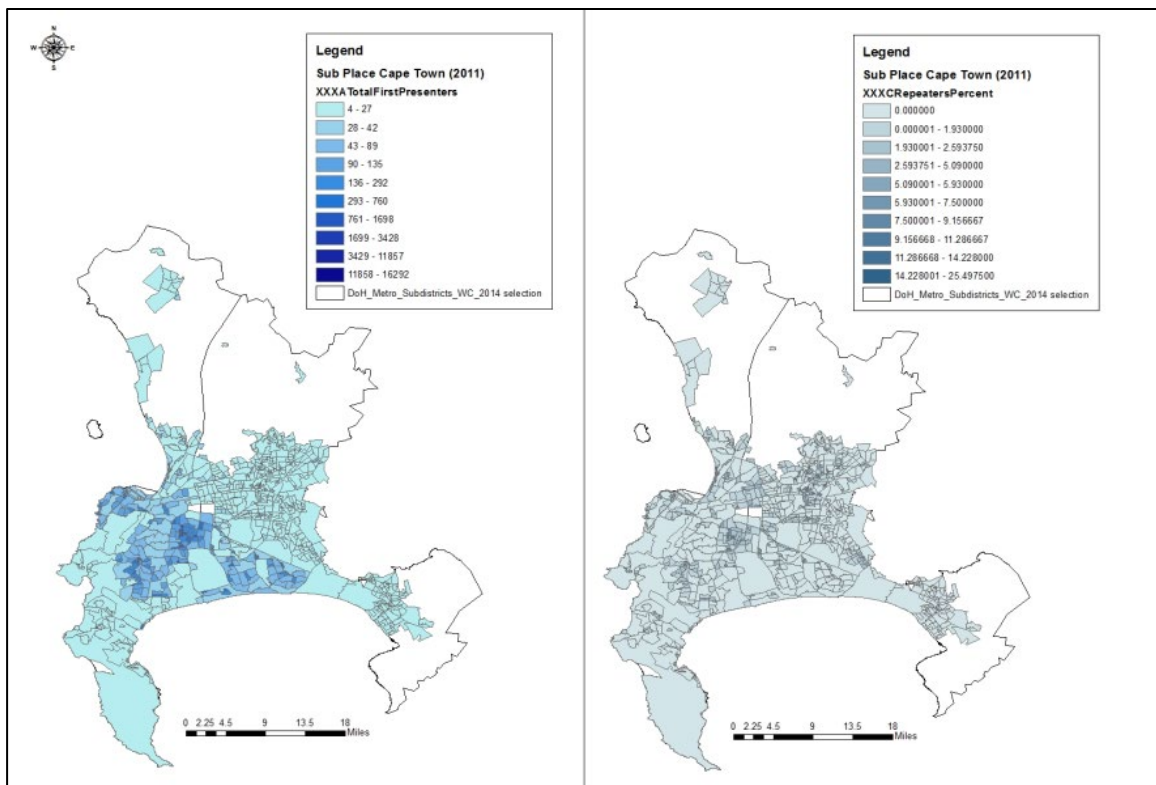 N
W E
S
Legend
Sub Place Cape Town (2011)
XXXATotalFirstPresenters
4 - 27
28 - 42
43 - 89
90 - 135
136 - 292
293 - 760
761 - 1698
1699 - 3428
3429 - 11857
11858 - 16292
DoH_Metro_Subdistricts_WC_2014 selection
0 2.25 4.5 9 13.5 18
Miles
Legend
Sub Place Cape Town (2011)
XXXCRepeatersPercent
0.000000
0.000001 - 1.930000
1.930001 - 2.593750
2.593751 - 5.090000
5.090001 - 5.930000
5.930001 - 7.500000
7.500001 - 9.156667
9.156668 - 11.286667
11.286668 - 14.228000
14.228001 - 25.497500
DoH_Metro_Subdistricts_WC_2014 selection
0 2.25 4.5 9 13.5 18
Miles